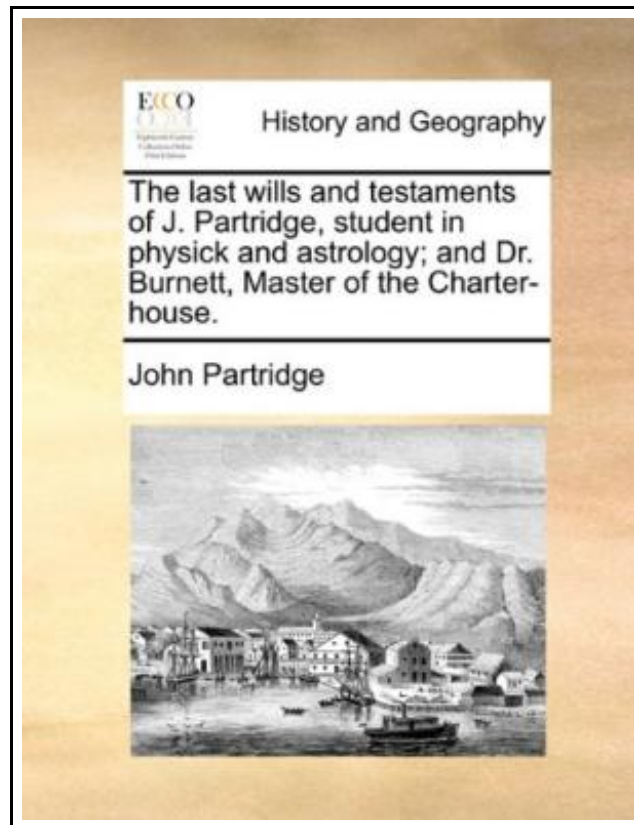 ECCO
History and Geography
The last wills and testaments
of J. Partridge, student in
physick and astrology; and Dr.
Burnett, Master of the Charter-
house.
John Partridge